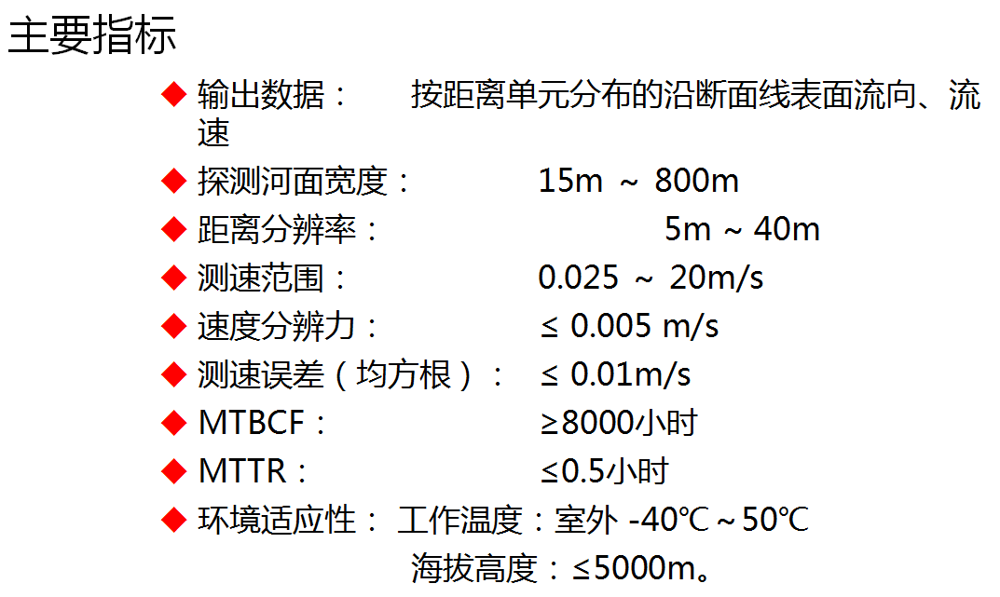 主要指标
◆ 输出数据： 按距离单元分布的沿断面线表面流向、流
速
◆ 探测河面宽度： 15m ～ 800m
◆ 距离分辨率： 5m ~ 40m
◆ 测速范围： 0.025 ～ 20m/s
◆ 速度分辨力： ≤ 0.005 m/s
◆ 测速误差（均方根）： ≤ 0.01m/s
◆ MTBCF： ≥8000小时
◆ MTTR： ≤0.5小时
◆ 环境适应性： 工作温度：室外 -40℃～50℃
海拔高度：≤5000m。